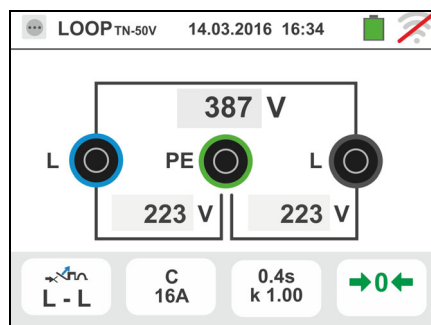 LOOP TN-50V 14.03.2016 16:34
387 V
L PE L
223 V 223 V
L - L
C
16A
0.4s
k 1.00
→0←